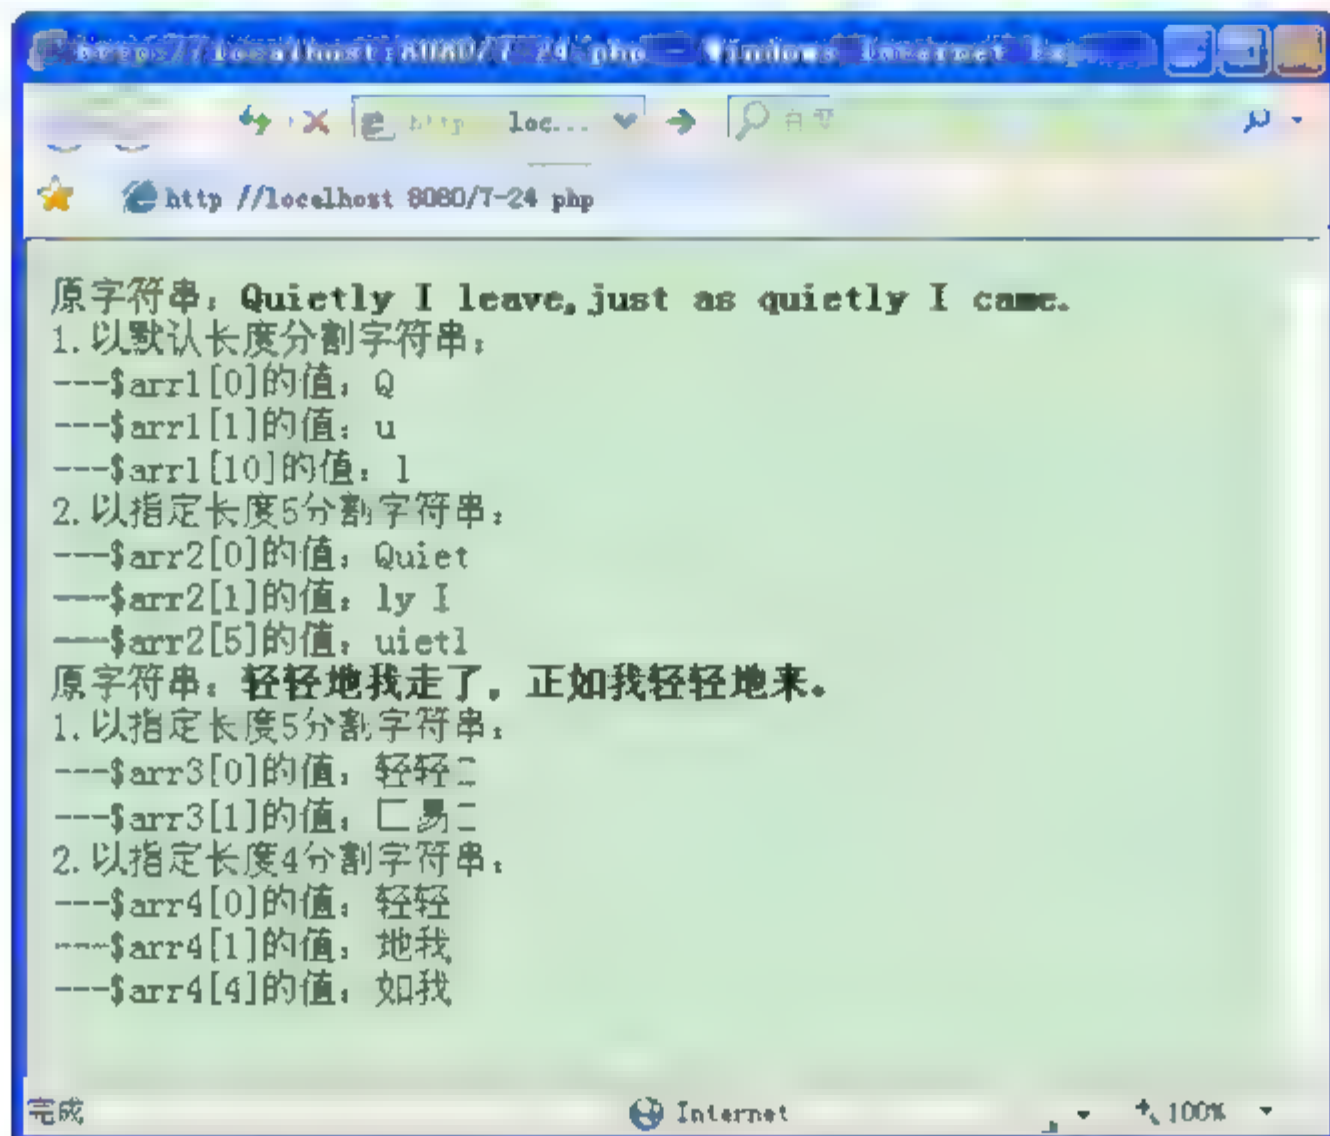 loc...
http //localhost 8080/7-24 php
原字符串：Quietly I leave,just as quietly I came.
1.以默认长度分割字符串：
---$arr1[0]的值：Q
---$arr1[1]的值：u
---$arr1[10]的值：l
2.以指定长度5分割字符串：
---$arr2[0]的值：Quiet
---$arr2[1]的值：ly I
---$arr2[5]的值：uietl
原字符串：轻轻地我走了，正如我轻轻地来。
1.以指定长度5分割字符串：
---$arr3[0]的值：轻轻
---$arr3[1]的值：
2.以指定长度4分割字符串：
---$arr4[0]的值：轻轻
---$arr4[1]的值：地我
---$arr4[4]的值：如我
完成 Internet 100%